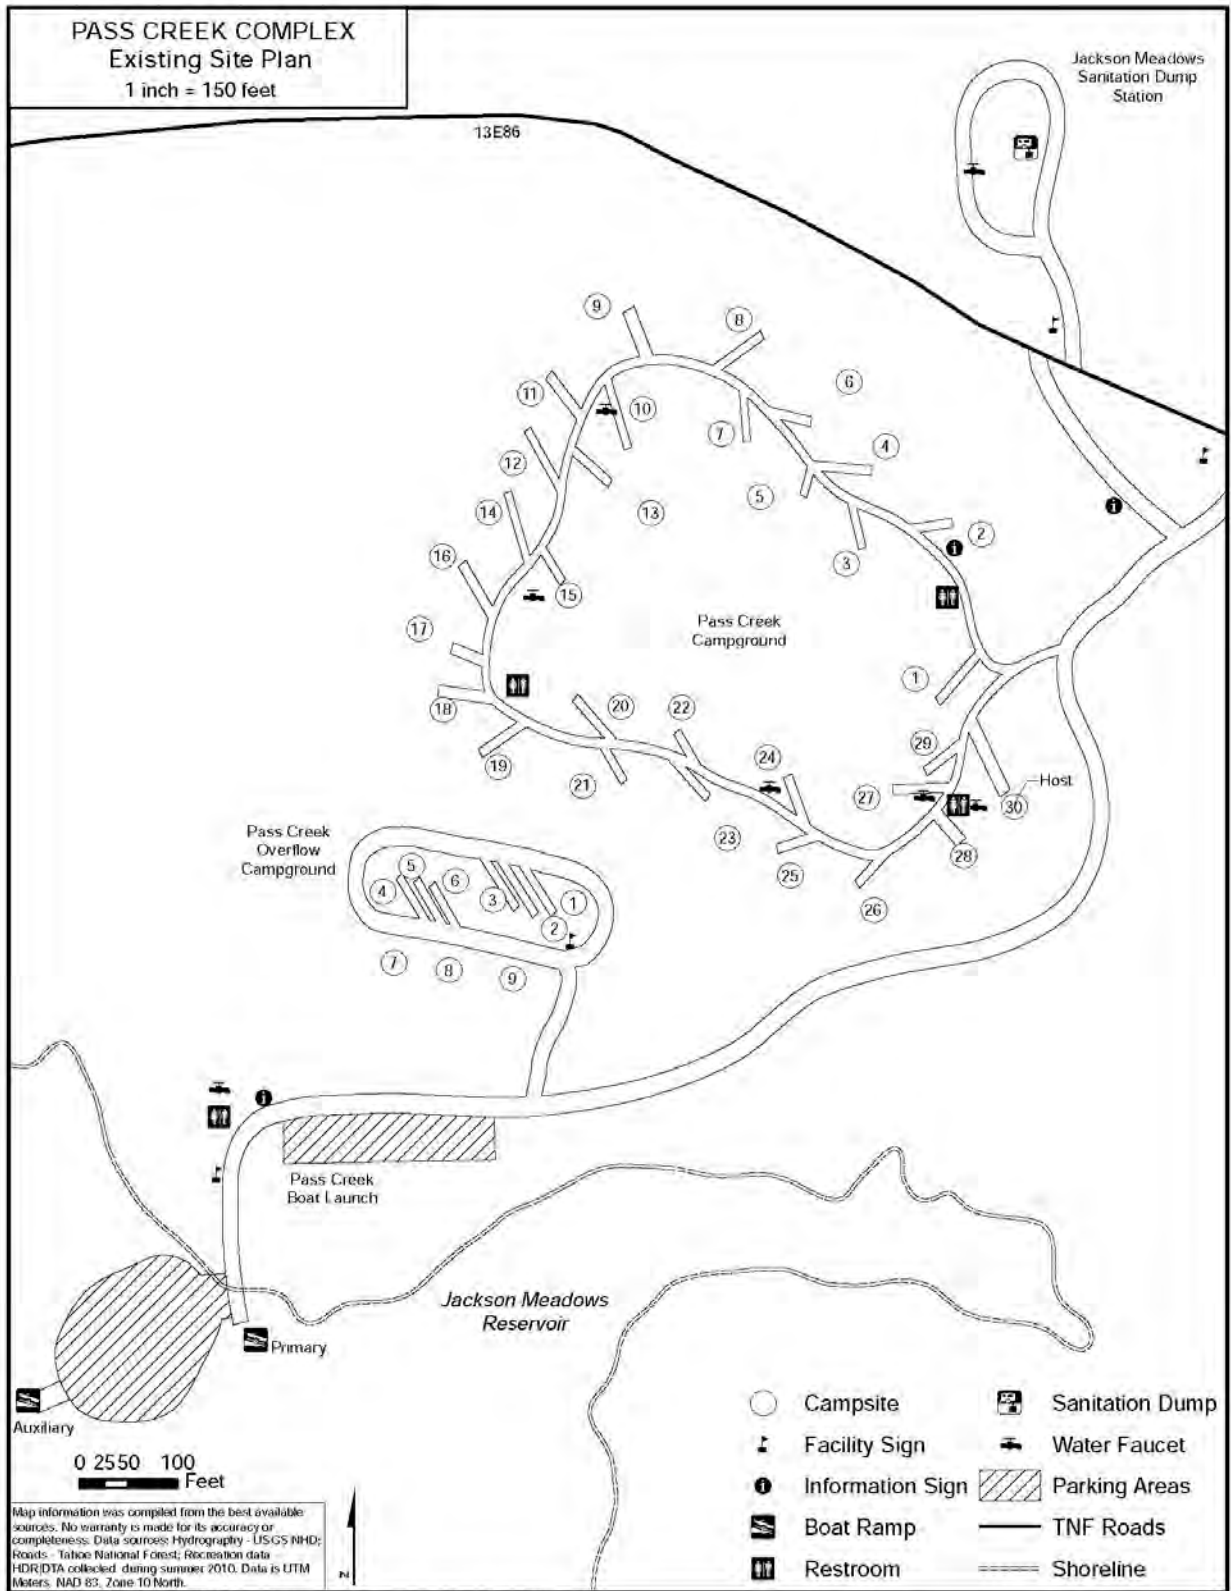 PASS CREEK COMPLEX
Existing Site Plan
1 inch = 150 feet
Jackson Meadows
Sanitation Dump
Station
13E86
9
8
6
11
10
7
4
12
5
14
13
2
16
3
15
17
Pass Creek
Campground
1
18
20
22
29
19
24
21
27
Host
30
23
28
25
26
Pass Creek
Overflow
Campground
5
6
4
3
1
2
7
8
9
Pass Creek
Boat Launch
Jackson Meadows
Reservoir
Primary
Auxiliary
0 25 50 100
Feet
Campsite
Facility Sign
Information Sign
Boat Ramp
Restroom
Sanitation Dump
Water Faucet
Parking Areas
TNF Roads
Shoreline
Map information was compiled from the best available
sources. No warranty is made for its accuracy or
completeness. Data sources: Hydrography - USGS NHD;
Roads - Tahoe National Forest; Recreation data -
HDR|DTA collected during summer 2010. Data is UTM
Meters, NAD 83, Zone 10 North.
N